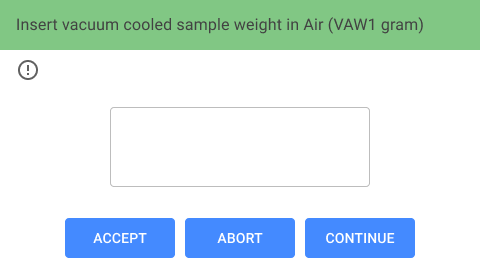 Insert vacuum cooled sample weight in Air (VAW1 gram)
ACCEPT ABORT CONTINUE